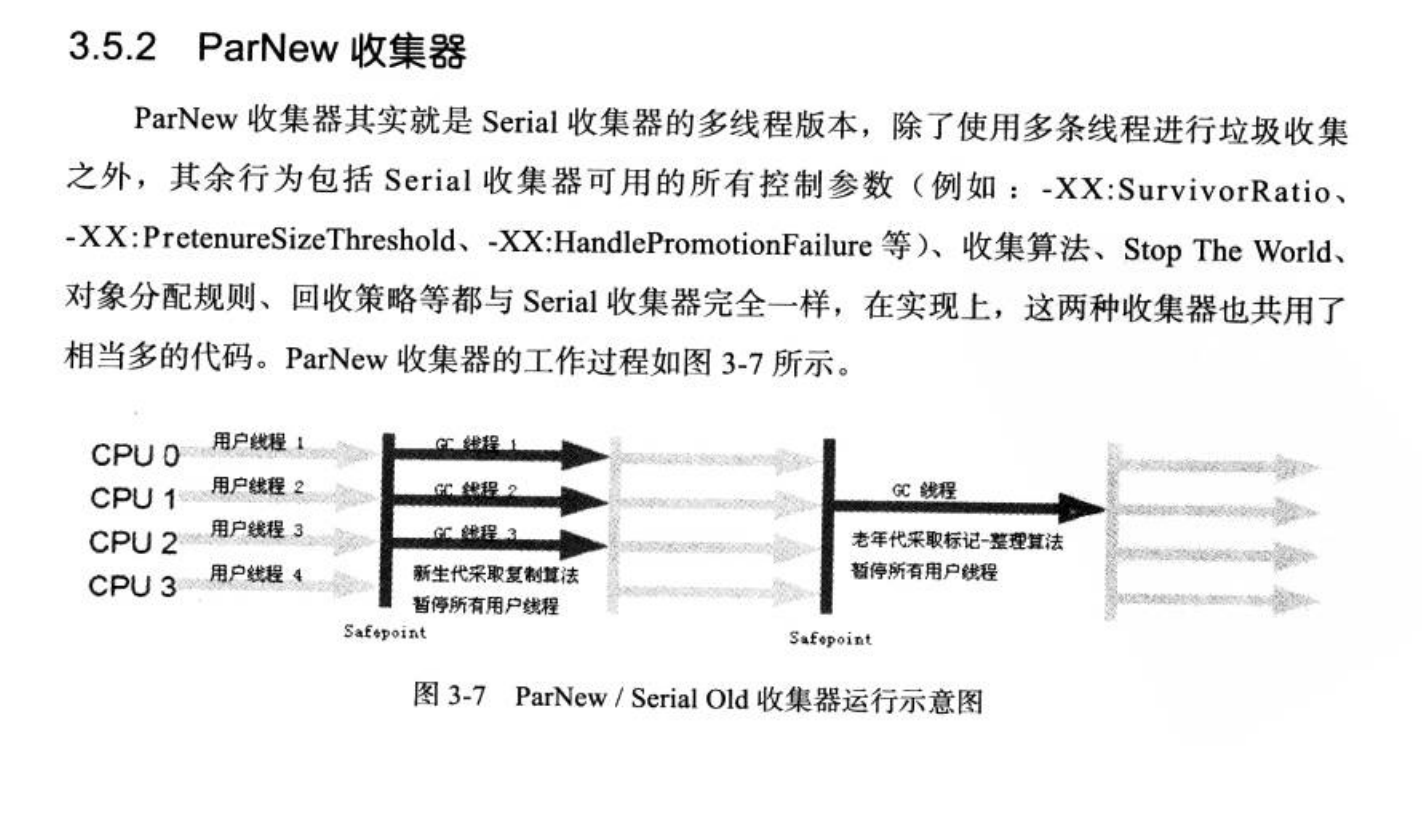 3.5.2 ParNew 收集器
ParNew 收集器其实就是 Serial 收集器的多线程版本，除了使用多条线程进行垃圾收集
之外，其余行为包括 Serial 收集器可用的所有控制参数（例如：-XX:SurvivorRatio、
-XX:PretenureSizeThreshold、-XX:HandlePromotionFailure 等）、收集算法、Stop The World、
对象分配规则、回收策略等都与 Serial 收集器完全一样，在实现上，这两种收集器也共用了
相当多的代码。ParNew 收集器的工作过程如图 3-7 所示。
CPU 0
用户线程 1
GC 线程 1
CPU 1
用户线程 2
GC 线程 2
GC 线程
CPU 2
用户线程 3
GC 线程 3
老年代采取标记-整理算法
暂停所有用户线程
CPU 3
用户线程 4
新生代采取复制算法
暂停所有用户线程
Safepoint
Safepoint
图 3-7 ParNew / Serial Old 收集器运行示意图